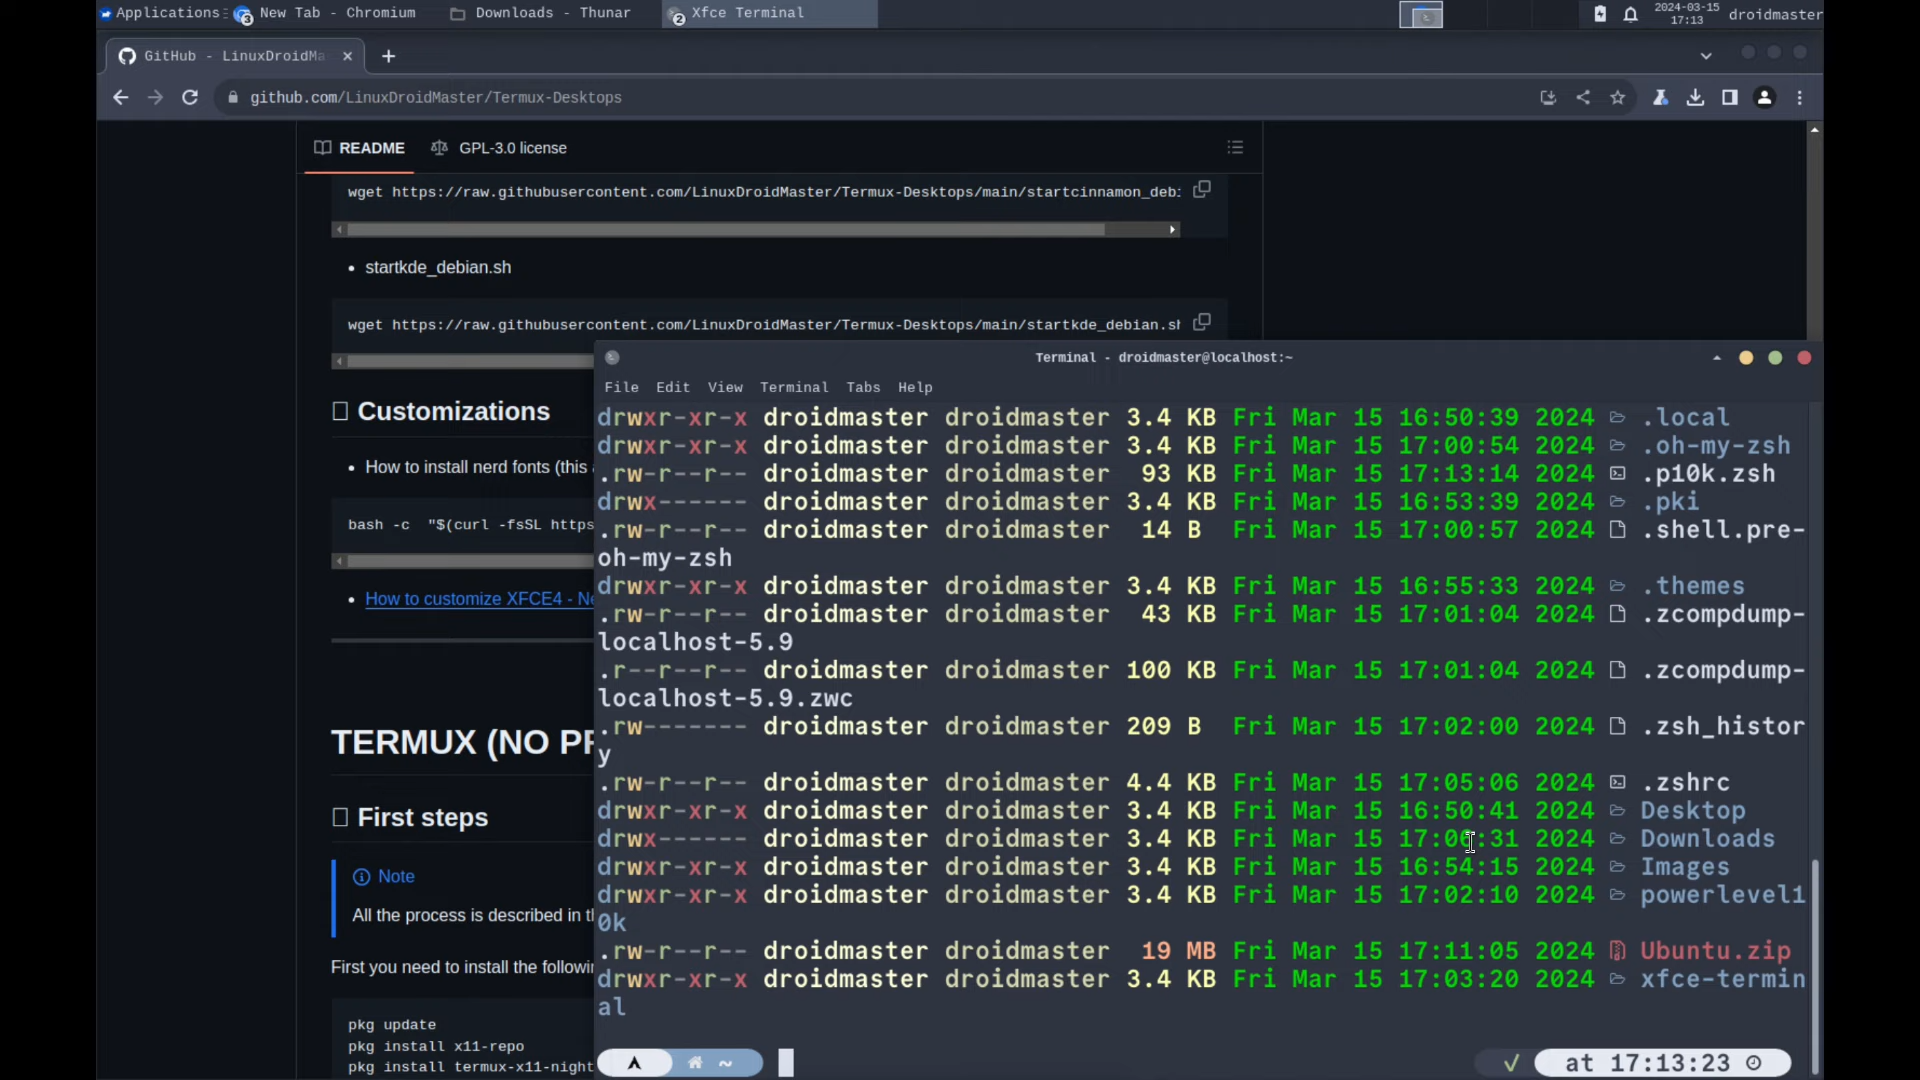 Applications
3 New Tab - Chromium
Downloads - Thunar
2 Xfce Terminal
2024-03-15
17:13
droidmaster
GitHub - LinuxDroidMa
github.com/LinuxDroidMaster/Termux-Desktops
README
GPL-3.0 license
wget https://raw.githubusercontent.com/LinuxDroidMaster/Termux-Desktops/main/startcinnamon_debi
startkde_debian.sh
wget https://raw.githubusercontent.com/LinuxDroidMaster/Termux-Desktops/main/startkde_debian.sh
Customizations
How to install nerd fonts (this
bash -c "$(curl -fsSL https
How to customize XFCE4 - Ne
TERMUX (NO PR
First steps
Note
All the process is described in th
First you need to install the followin
pkg update
pkg install x11-repo
pkg install termux-x11-night
Terminal - droidmaster@localhost:~
File Edit View Terminal Tabs Help
drwxr-xr-x droidmaster droidmaster 3.4 KB Fri Mar 15 16:50:39 2024 .local
drwxr-xr-x droidmaster droidmaster 3.4 KB Fri Mar 15 17:00:54 2024 .oh-my-zsh
.rw-r--r-- droidmaster droidmaster 93 KB Fri Mar 15 17:13:14 2024 .p10k.zsh
drwx------ droidmaster droidmaster 3.4 KB Fri Mar 15 16:53:39 2024 .pki
.rw-r--r-- droidmaster droidmaster 14 B Fri Mar 15 17:00:57 2024 .shell.pre-
oh-my-zsh
drwxr-xr-x droidmaster droidmaster 3.4 KB Fri Mar 15 16:55:33 2024 .themes
.rw-r--r-- droidmaster droidmaster 43 KB Fri Mar 15 17:01:04 2024 .zcompdump-
localhost-5.9
.r--r--r-- droidmaster droidmaster 100 KB Fri Mar 15 17:01:04 2024 .zcompdump-
localhost-5.9.zwc
.rw------- droidmaster droidmaster 209 B Fri Mar 15 17:02:00 2024 .zsh_histor
y
.rw-r--r-- droidmaster droidmaster 4.4 KB Fri Mar 15 17:05:06 2024 .zshrc
drwxr-xr-x droidmaster droidmaster 3.4 KB Fri Mar 15 16:50:41 2024 Desktop
drwx------ droidmaster droidmaster 3.4 KB Fri Mar 15 2024 Downloads
drwxr-xr-x droidmaster droidmaster 3.4 KB Fri Mar 15 16:54:15 2024 Images
drwxr-xr-x droidmaster droidmaster 3.4 KB Fri Mar 15 17:02:10 2024 powerlevel1
0k
.rw-r--r-- droidmaster droidmaster 19 MB Fri Mar 15 17:11:05 2024 Ubuntu.zip
drwxr-xr-x droidmaster droidmaster 3.4 KB Fri Mar 15 17:03:20 2024 xfce-termin
al
~
✓ at 17:13:23